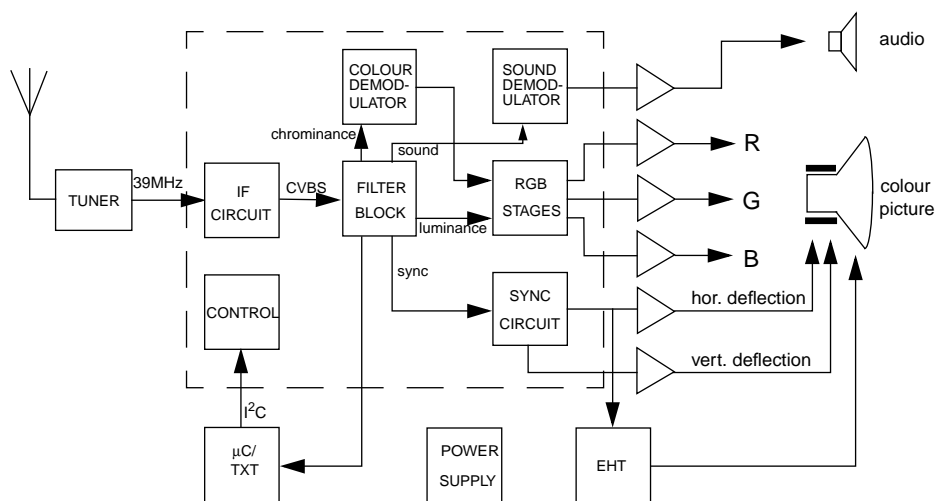 audio
COLOUR
DEMOD-
ULATOR
SOUND
DEMOD-
ULATOR
chrominance
sound
R
39MHz
TUNER
IF
CIRCUIT
CVBS
FILTER
BLOCK
luminance
RGB
STAGES
G
colour
picture
B
sync
CONTROL
SYNC
CIRCUIT
hor. deflection
vert. deflection
I²C
μC/
TXT
POWER
SUPPLY
EHT